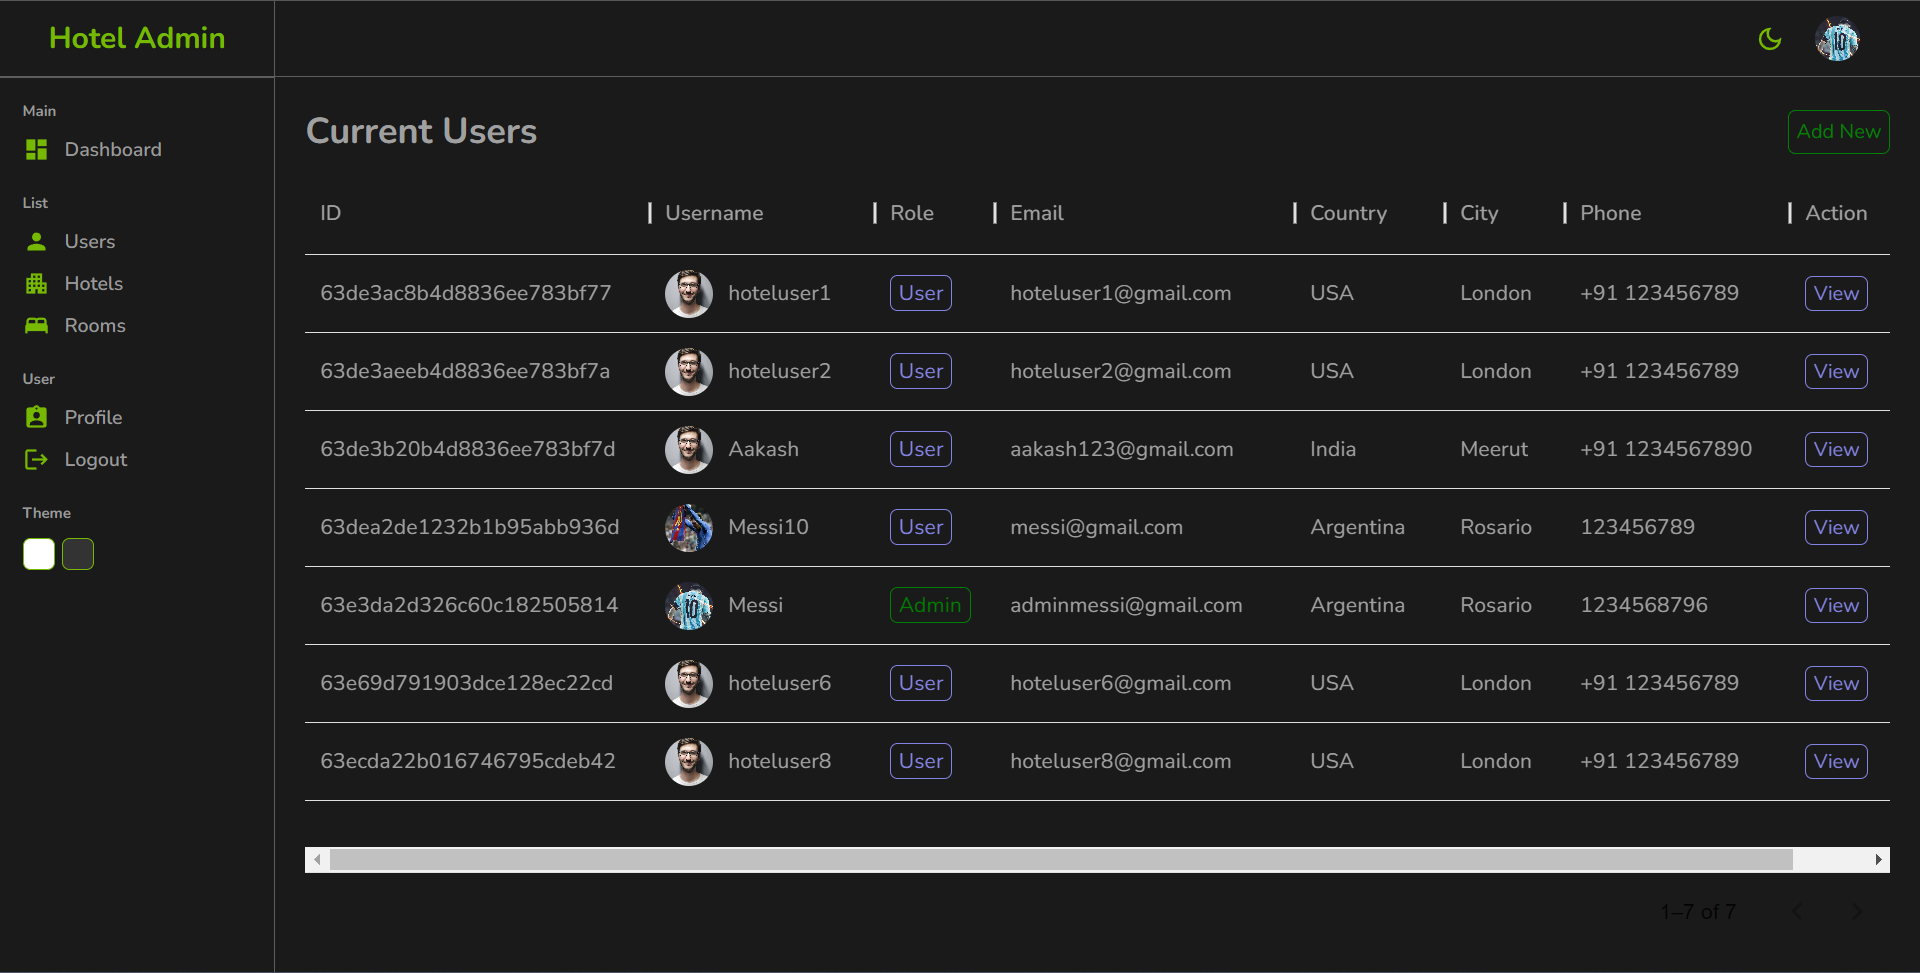 Hotel Admin
Main
Dashboard
List
Users
Hotels
Rooms
User
Profile
Logout
Theme
Current Users
Add New
ID Username Role Email Country City Phone Action
63de3ac8b4d8836ee783bf77 hoteluser1 User hoteluser1@gmail.com USA London +91 123456789 View
63de3aeeb4d8836ee783bf7a hoteluser2 User hoteluser2@gmail.com USA London +91 123456789 View
63de3b20b4d8836ee783bf7d Aakash User aakash123@gmail.com India Meerut +91 1234567890 View
63dea2de1232b1b95abb936d Messi10 User messi@gmail.com Argentina Rosario 123456789 View
63e3da2d326c60c182505814 Messi Admin adminmessi@gmail.com Argentina Rosario 1234568796 View
63e69d791903dce128ec22cd hoteluser6 User hoteluser6@gmail.com USA London +91 123456789 View
63ecda22b016746795cdeb42 hoteluser8 User hoteluser8@gmail.com USA London +91 123456789 View
1–7 of 7